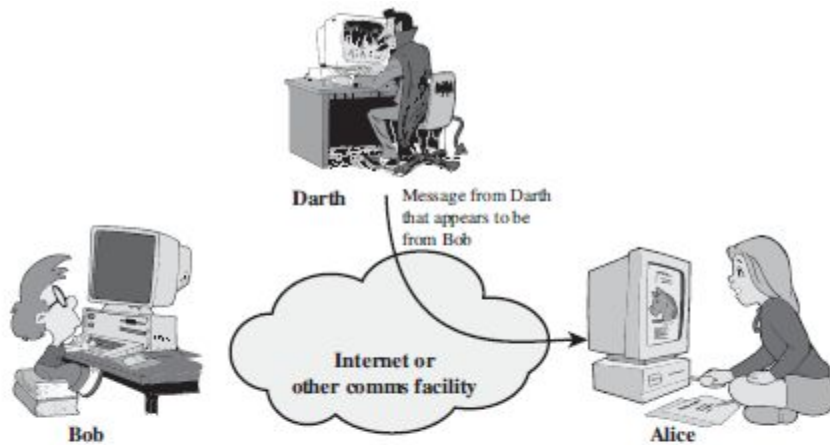 Darth
Message from Darth
that appears to be
from Bob
Internet or
other comms facility
Bob
Alice